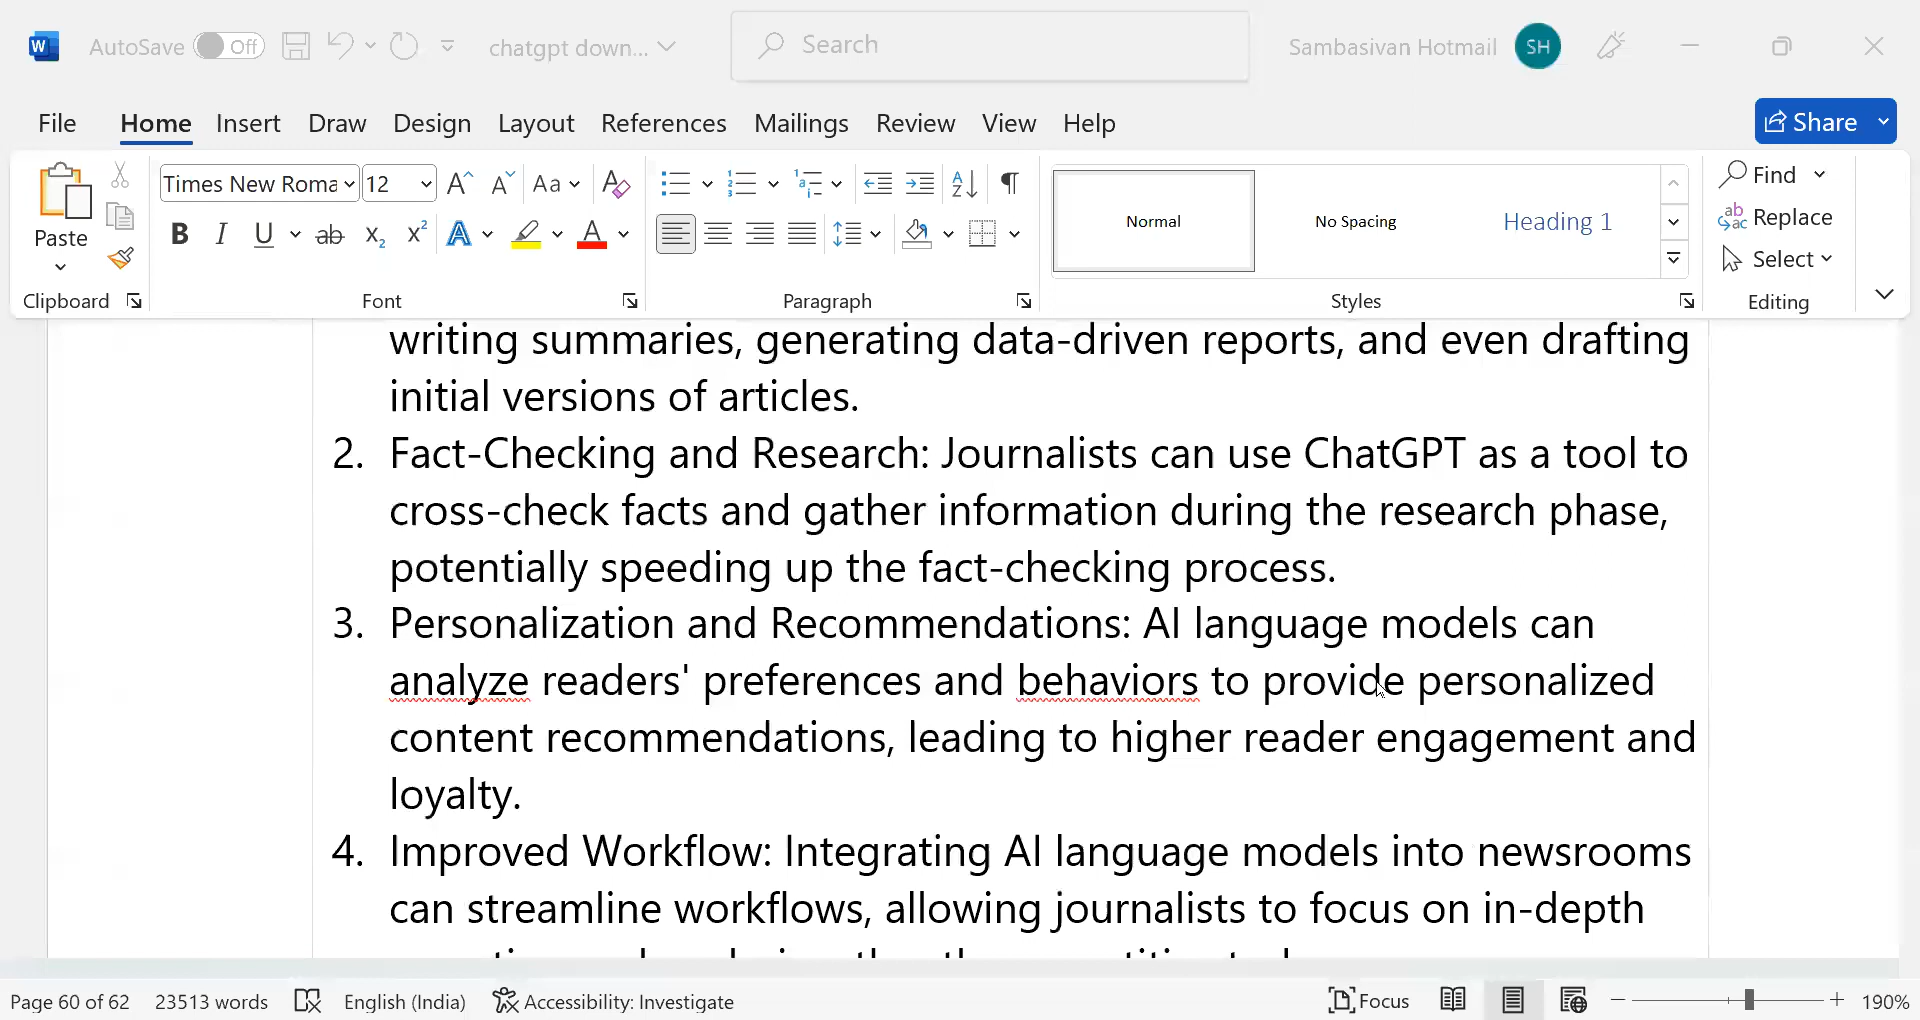 AutoSave Off chatgpt down... Search Sambasivan Hotmail SH
File Home Insert Draw Design Layout References Mailings Review View Help Share
Times New Roma 12 Aa
Paste
B I U ab X₂ X² A A
Normal No Spacing Heading 1
Find
Replace
Select
Clipboard Font Paragraph Styles Editing
writing summaries, generating data-driven reports, and even drafting
initial versions of articles.
2. Fact-Checking and Research: Journalists can use ChatGPT as a tool to
cross-check facts and gather information during the research phase,
potentially speeding up the fact-checking process.
3. Personalization and Recommendations: AI language models can
analyze readers' preferences and behaviors to provide personalized
content recommendations, leading to higher reader engagement and
loyalty.
4. Improved Workflow: Integrating AI language models into newsrooms
can streamline workflows, allowing journalists to focus on in-depth
Page 60 of 62 23513 words English (India) Accessibility: Investigate Focus 190%